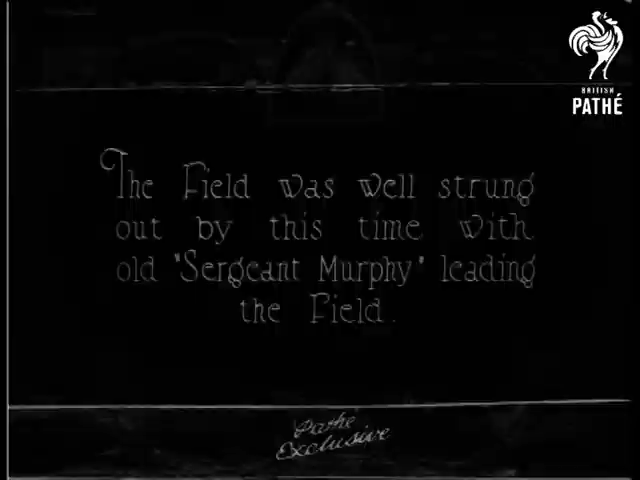 BRITISH
PATHÉ
The Field was well strung
out by this time with
old "Sergeant Murphy" leading
the Field.
Pathe
Exclusive